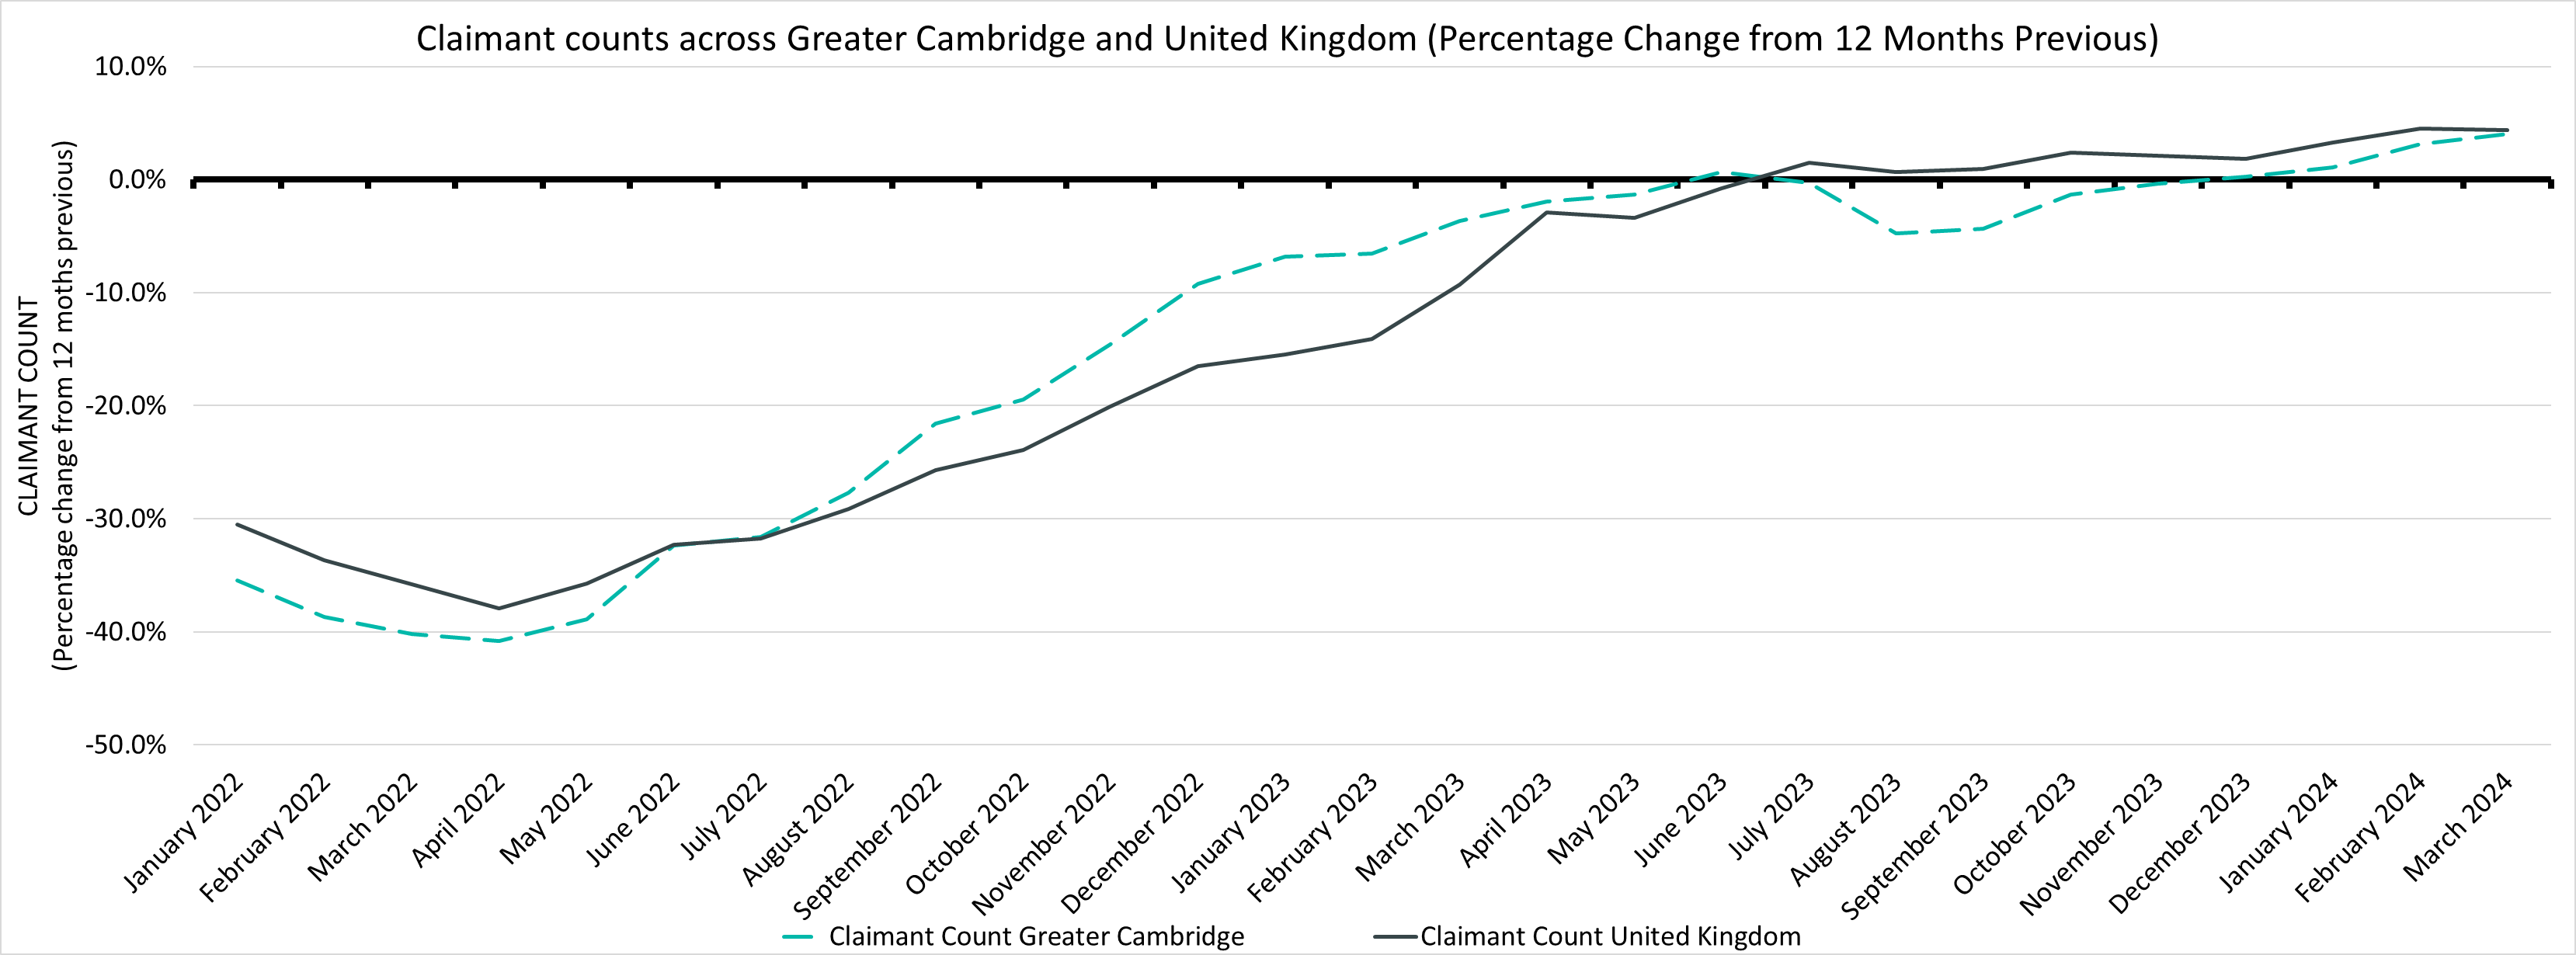 Claimant counts across Greater Cambridge and United Kingdom (Percentage Change from 12 Months Previous)
CLAIMANT COUNT
(Percentage change from 12 moths previous)
10.0%
0.0%
-10.0%
-20.0%
-30.0%
-40.0%
-50.0%
January 2022
February 2022
March 2022
April 2022
May 2022
June 2022
July 2022
August 2022
September 2022
October 2022
November 2022
December 2022
January 2023
February 2023
March 2023
April 2023
May 2023
June 2023
July 2023
August 2023
September 2023
October 2023
November 2023
December 2023
January 2024
February 2024
March 2024
Claimant Count Greater Cambridge
Claimant Count United Kingdom